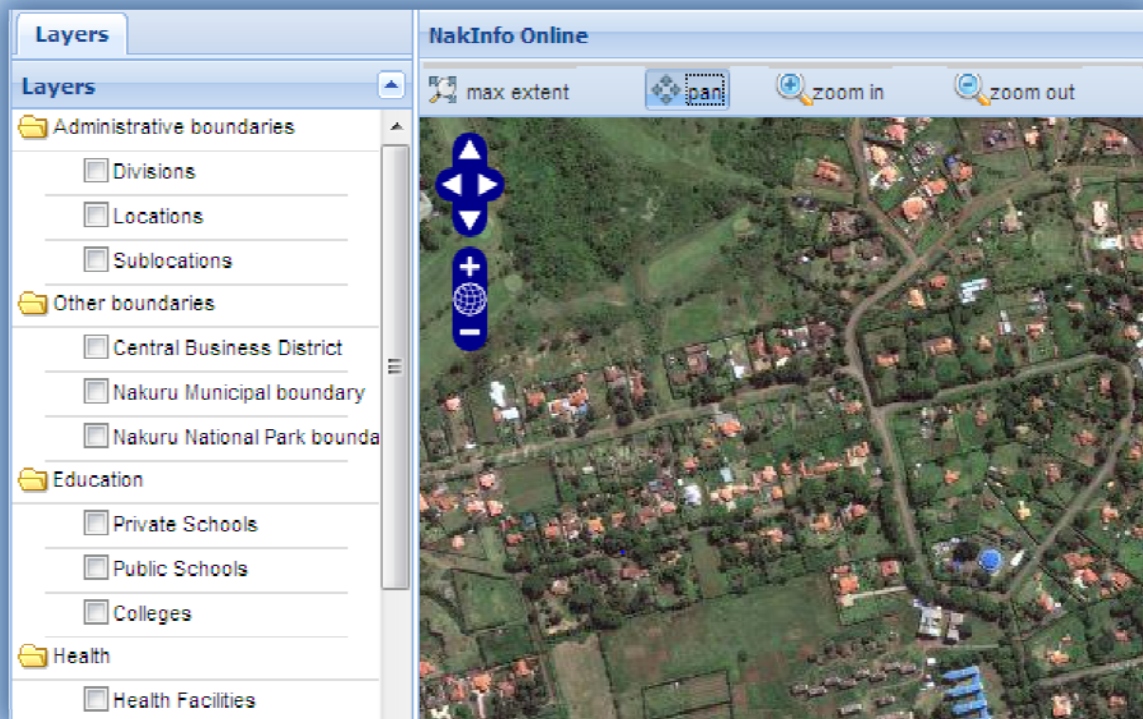 Layers
NakInfo Online
Layers
max extent
pan
zoom in
zoom out
Administrative boundaries
Divisions
Locations
Sublocations
Other boundaries
Central Business District
Nakuru Municipal boundary
Nakuru National Park bounda
Education
Private Schools
Public Schools
Colleges
Health
Health Facilities